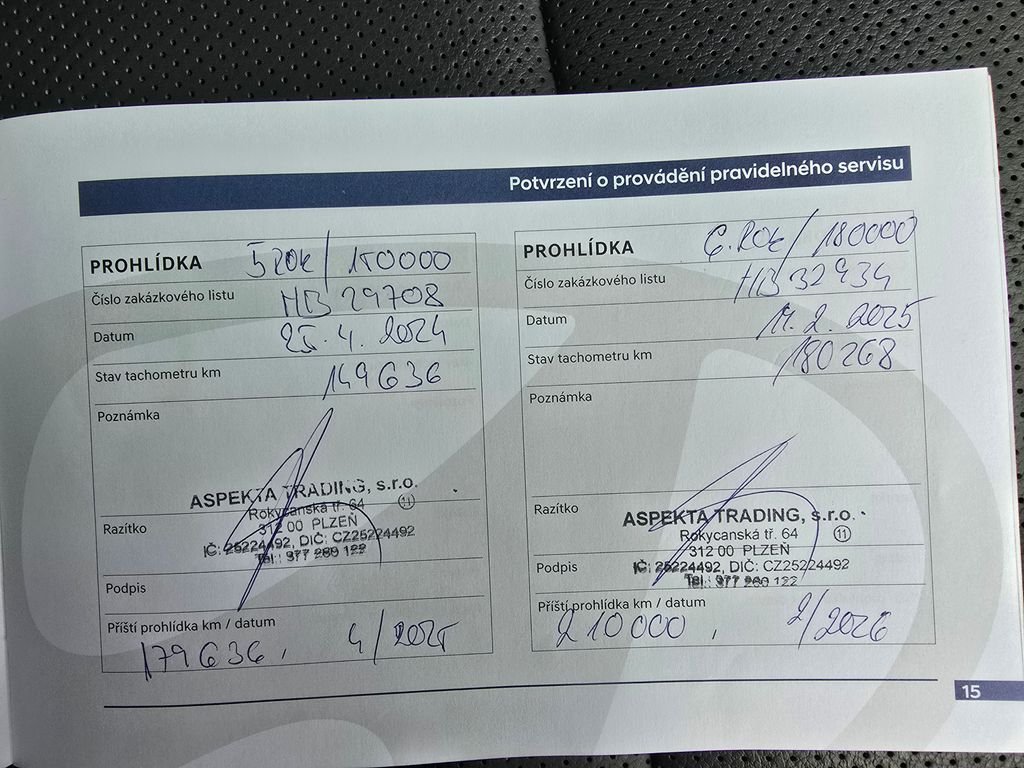 Potvrzení o provádění pravidelného servisu
PROHLÍDKA 5 ROK / 150000
Číslo zakázkového listu HB 29708
Datum 25. 4. 2024
Stav tachometru km 149636
Poznámka
ASPEKTA TRADING, s.r.o.
Rokycanská tř. 64 11
Razítko
312 00 PLZEŇ
IČ: 25224492, DIČ: CZ25224492
Tel.: 377 289 122
Podpis
Příští prohlídka km / datum
179636, 4/2025
PROHLÍDKA 6. ROK / 180000
Číslo zakázkového listu HB 32934
Datum 11. 2. 2025
Stav tachometru km 180268
Poznámka
Razítko
ASPEKTA TRADING, s.r.o.
Rokycanská tř. 64 11
312 00 PLZEŇ
Podpis
IČ: 25224492, DIČ: CZ25224492
Tel.: 377 289 122
Příští prohlídka km / datum
210000, 2/2026
15